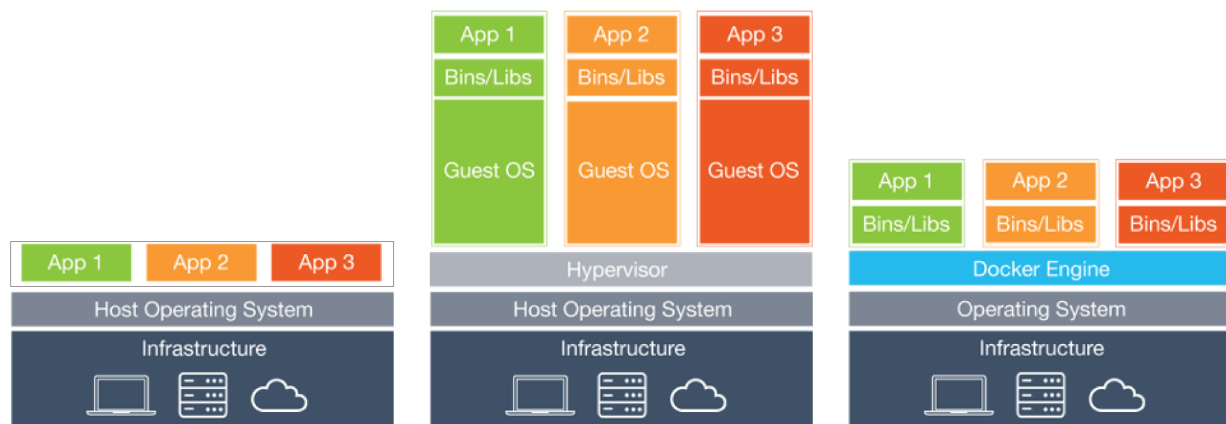 App 1
App 2
App 3
Host Operating System
Infrastructure
App 1
App 2
App 3
Bins/Libs
Bins/Libs
Bins/Libs
Guest OS
Guest OS
Guest OS
Hypervisor
Host Operating System
Infrastructure
App 1
App 2
App 3
Bins/Libs
Bins/Libs
Bins/Libs
Docker Engine
Operating System
Infrastructure